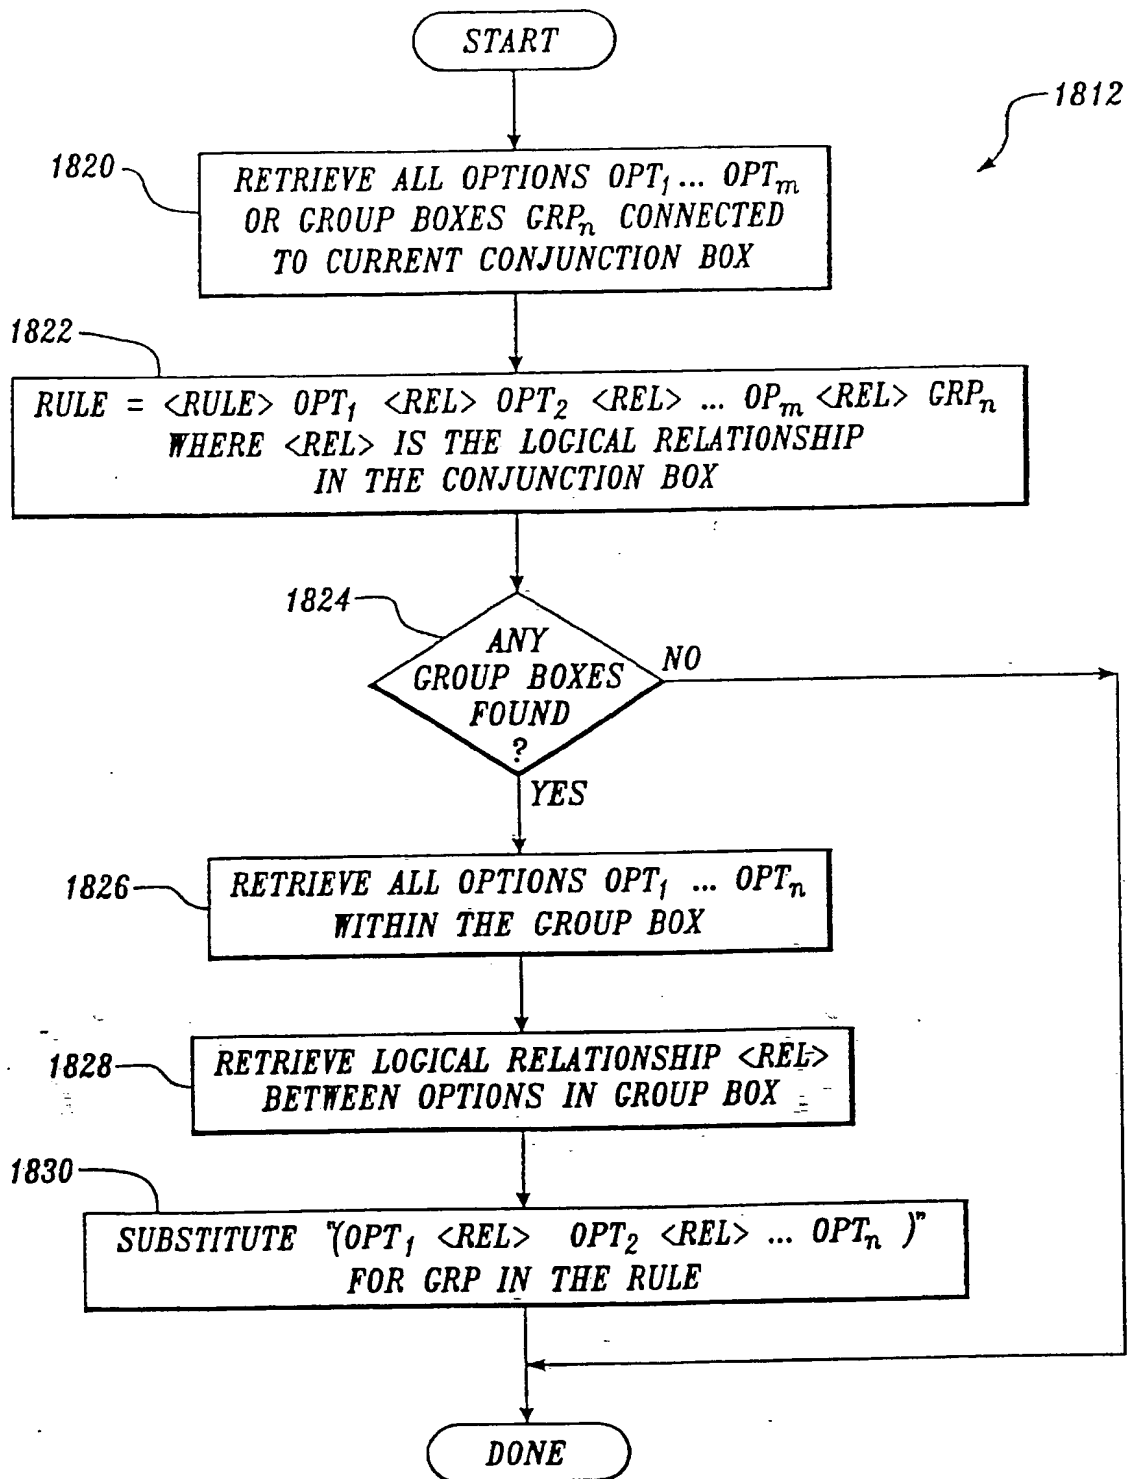 START
1812
1820
RETRIEVE ALL OPTIONS OPT₁ ... OPTₘ
OR GROUP BOXES GRPₙ CONNECTED
TO CURRENT CONJUNCTION BOX
1822
RULE = <RULE> OPT₁ <REL> OPT₂ <REL> ... OPₘ <REL> GRPₙ
WHERE <REL> IS THE LOGICAL RELATIONSHIP
IN THE CONJUNCTION BOX
1824
ANY
GROUP BOXES
FOUND
?
NO
YES
1826
RETRIEVE ALL OPTIONS OPT₁ ... OPTₙ
WITHIN THE GROUP BOX
1828
RETRIEVE LOGICAL RELATIONSHIP <REL>
BETWEEN OPTIONS IN GROUP BOX
1830
SUBSTITUTE "(OPT₁ <REL> OPT₂ <REL> ... OPTₙ )"
FOR GRP IN THE RULE
DONE